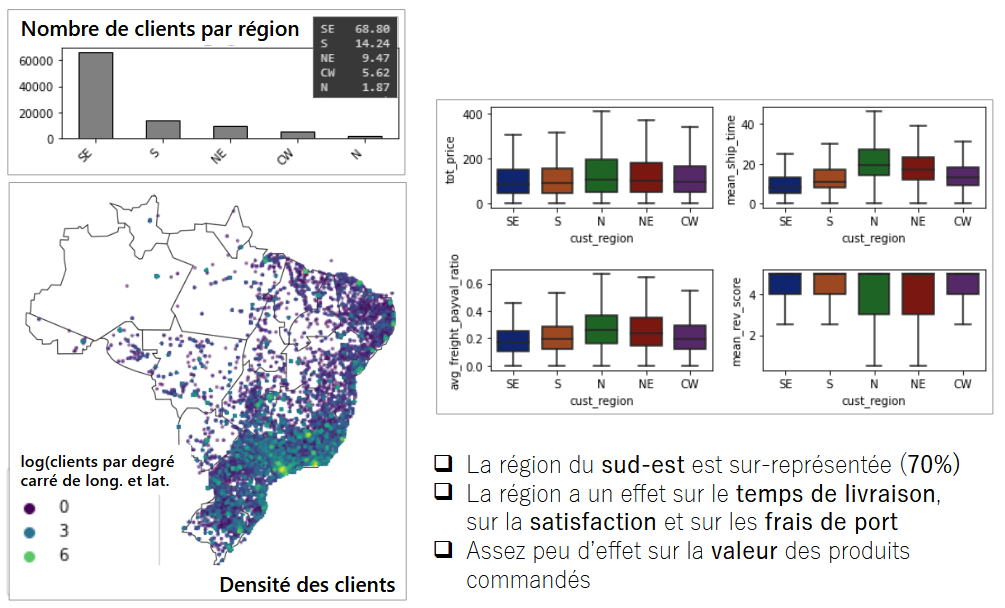 Nombre de clients par région
SE 68.80
S 14.24
NE 9.47
CW 5.62
N 1.87
60000
40000
20000
0
SE S NE CW N
log(clients par degré
carré de long. et lat.
0
3
6
Densité des clients
tot_price
400
200
0
SE S N NE CW
cust_region
mean_ship_time
40
20
0
SE S N NE CW
cust_region
avg_freight_payval_ratio
0.6
0.4
0.2
0.0
SE S N NE CW
cust_region
mean_rev_score
4
2
SE S N NE CW
cust_region
❑ La région du sud-est est sur-représentée (70%)
❑ La région a un effet sur le temps de livraison,
sur la satisfaction et sur les frais de port
❑ Assez peu d’effet sur la valeur des produits
commandés